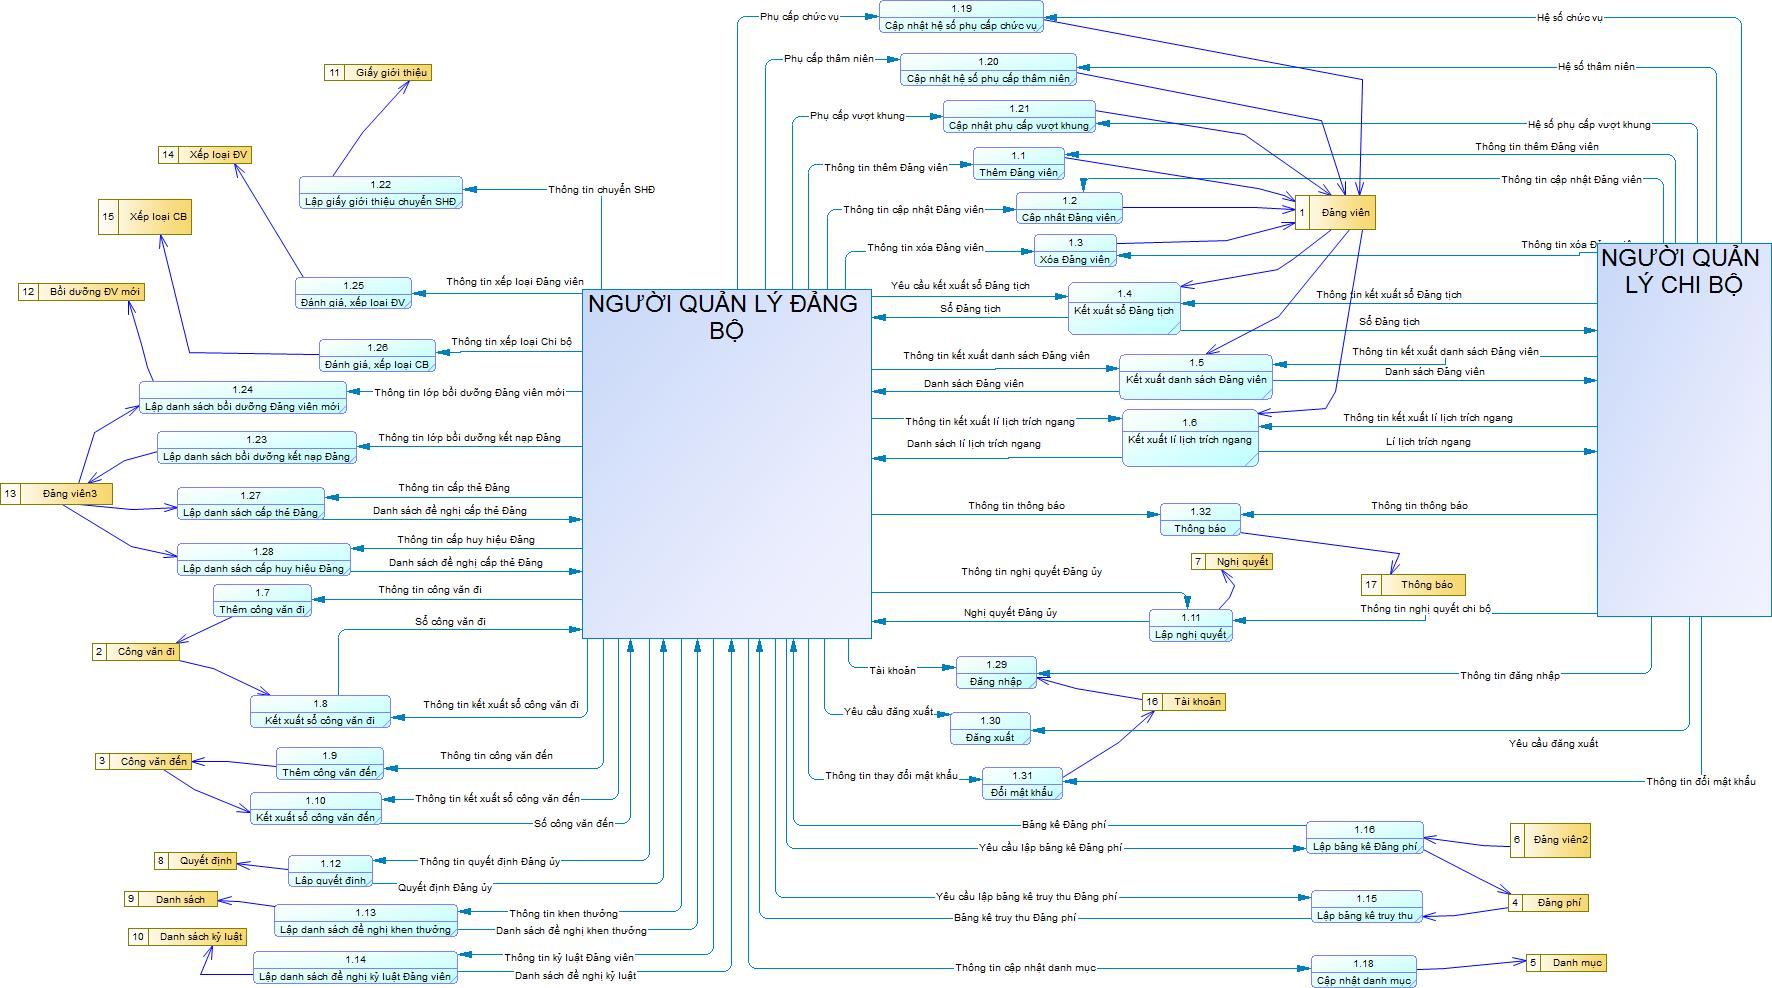 1.19
Phụ cấp chức vụ
Hệ số chức vụ
Cập nhật hệ số phụ cấp chức vụ
1.20
Phụ cấp thâm niên
Hệ số thâm niên
Cập nhật hệ số phụ cấp thâm niên
11 Giấy giới thiệu
1.21
Phụ cấp vượt khung
Hệ số phụ cấp vượt khung
Cập nhật phụ cấp vượt khung
14 Xếp loại ĐV
1.1
Thông tin thêm Đảng viên
Thông tin thêm Đảng viên
Thêm Đảng viên
1.22
Thông tin chuyển SHĐ
Lập giấy giới thiệu chuyển SHĐ
Thông tin cập nhật Đảng viên
1.2
Thông tin cập nhật Đảng viên
Cập nhật Đảng viên
1 Đảng viên
15 Xếp loại CB
1.3
Thông tin xóa Đảng viên
Thông tin xóa Đảng viên
Xóa Đảng viên
NGƯỜI QUẢN
LÝ CHI BỘ
1.25
Thông tin xếp loại Đảng viên
Đánh giá, xếp loại ĐV
12 Bồi dưỡng ĐV mới
NGƯỜI QUẢN LÝ ĐẢNG
BỘ
Yêu cầu kết xuất sổ Đảng tịch
1.4
Thông tin kết xuất sổ Đảng tịch
Sổ Đảng tịch
Kết xuất sổ Đảng tịch
Sổ Đảng tịch
1.26
Thông tin xếp loại Chi bộ
Đánh giá, xếp loại CB
Thông tin kết xuất danh sách Đảng viên
1.5
Thông tin kết xuất danh sách Đảng viên
Danh sách Đảng viên
Kết xuất danh sách Đảng viên
Danh sách Đảng viên
1.24
Thông tin lớp bồi dưỡng Đảng viên mới
Lập danh sách bồi dưỡng Đảng viên mới
Thông tin kết xuất lí lịch trích ngang
1.6
Thông tin kết xuất lí lịch trích ngang
Danh sách lí lịch trích ngang
Kết xuất lí lịch trích ngang
Lí lịch trích ngang
1.23
Thông tin lớp bồi dưỡng kết nạp Đảng
Lập danh sách bồi dưỡng kết nạp Đảng
13 Đảng viên3
1.27
Thông tin cấp thẻ Đảng
Lập danh sách cấp thẻ Đảng
Danh sách đề nghị cấp thẻ Đảng
Thông tin thông báo
1.32
Thông tin thông báo
Thông báo
1.28
Thông tin cấp huy hiệu Đảng
Lập danh sách cấp huy hiệu Đảng
Danh sách đề nghị cấp thẻ Đảng
7 Nghị quyết
Thông tin nghị quyết Đảng ủy
17 Thông báo
1.7
Thông tin công văn đi
Thêm công văn đi
Nghị quyết Đảng ủy
1.11
Thông tin nghị quyết chi bộ
Lập nghị quyết
Sổ công văn đi
2 Công văn đi
Tài khoản
1.29
Đăng nhập
Thông tin đăng nhập
16 Tài khoản
1.8
Thông tin kết xuất sổ công văn đi
Kết xuất sổ công văn đi
Yêu cầu đăng xuất
1.30
Đăng xuất
Yêu cầu đăng xuất
3 Công văn đến
1.9
Thông tin công văn đến
Thêm công văn đến
Thông tin thay đổi mật khẩu
1.31
Đổi mật khẩu
Thông tin đổi mật khẩu
1.10
Thông tin kết xuất sổ công văn đến
Kết xuất sổ công văn đến
Số công văn đến
Bảng kê Đảng phí
1.16
Yêu cầu lập bảng kê Đảng phí
Lập bảng kê Đảng phí
6 Đảng viên2
8 Quyết định
1.12
Thông tin quyết định Đảng ủy
Lập quyết định
Quyết định Đảng ủy
9 Danh sách
1.13
Thông tin khen thưởng
Lập danh sách đề nghị khen thưởng
Danh sách đề nghị khen thưởng
Yêu cầu lập bảng kê truy thu Đảng phí
1.15
Bảng kê truy thu Đảng phí
Lập bảng kê truy thu
4 Đảng phí
10 Danh sách kỷ luật
1.14
Thông tin kỷ luật Đảng viên
Lập danh sách đề nghị kỷ luật Đảng viên
Danh sách đề nghị kỷ luật
Thông tin cập nhật danh mục
1.18
Cập nhật danh mục
5 Danh mục